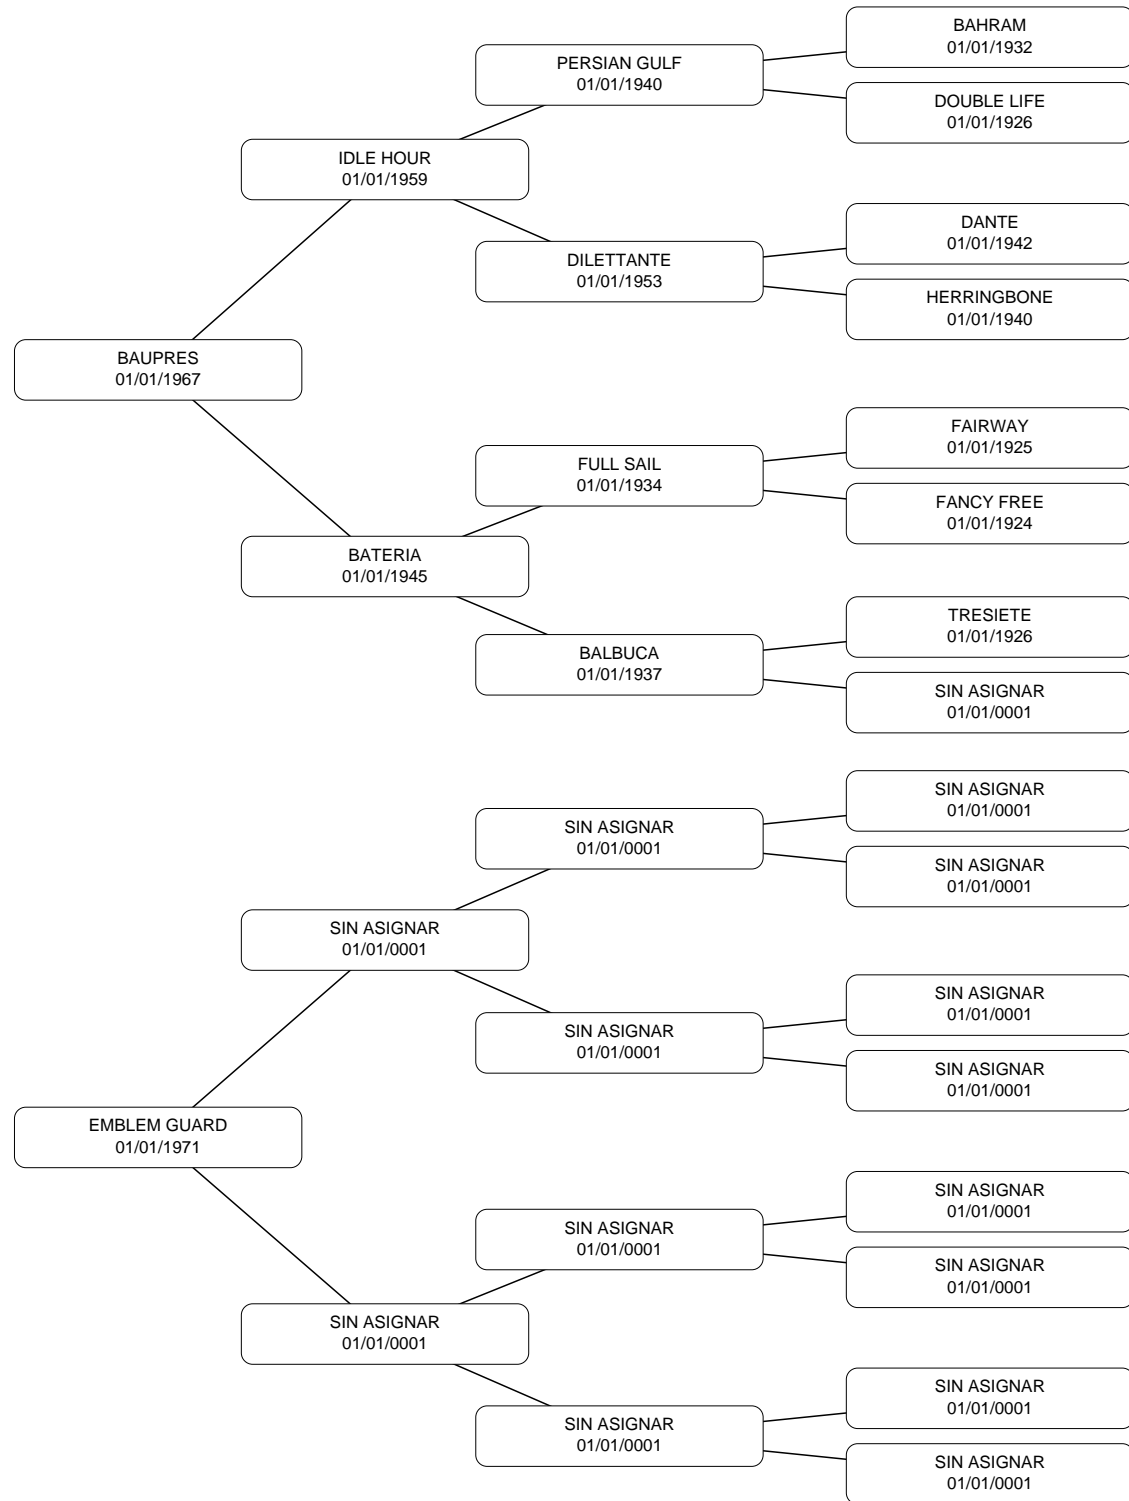 BAHRAM
01/01/1932
PERSIAN GULF
01/01/1940
DOUBLE LIFE
01/01/1926
IDLE HOUR
01/01/1959
DANTE
01/01/1942
DILETTANTE
01/01/1953
HERRINGBONE
01/01/1940
BAUPRES
01/01/1967
FAIRWAY
01/01/1925
FULL SAIL
01/01/1934
FANCY FREE
01/01/1924
BATERIA
01/01/1945
TRESIETE
01/01/1926
BALBUCA
01/01/1937
SIN ASIGNAR
01/01/0001
SIN ASIGNAR
01/01/0001
SIN ASIGNAR
01/01/0001
SIN ASIGNAR
01/01/0001
SIN ASIGNAR
01/01/0001
SIN ASIGNAR
01/01/0001
SIN ASIGNAR
01/01/0001
SIN ASIGNAR
01/01/0001
EMBLEM GUARD
01/01/1971
SIN ASIGNAR
01/01/0001
SIN ASIGNAR
01/01/0001
SIN ASIGNAR
01/01/0001
SIN ASIGNAR
01/01/0001
SIN ASIGNAR
01/01/0001
SIN ASIGNAR
01/01/0001
SIN ASIGNAR
01/01/0001